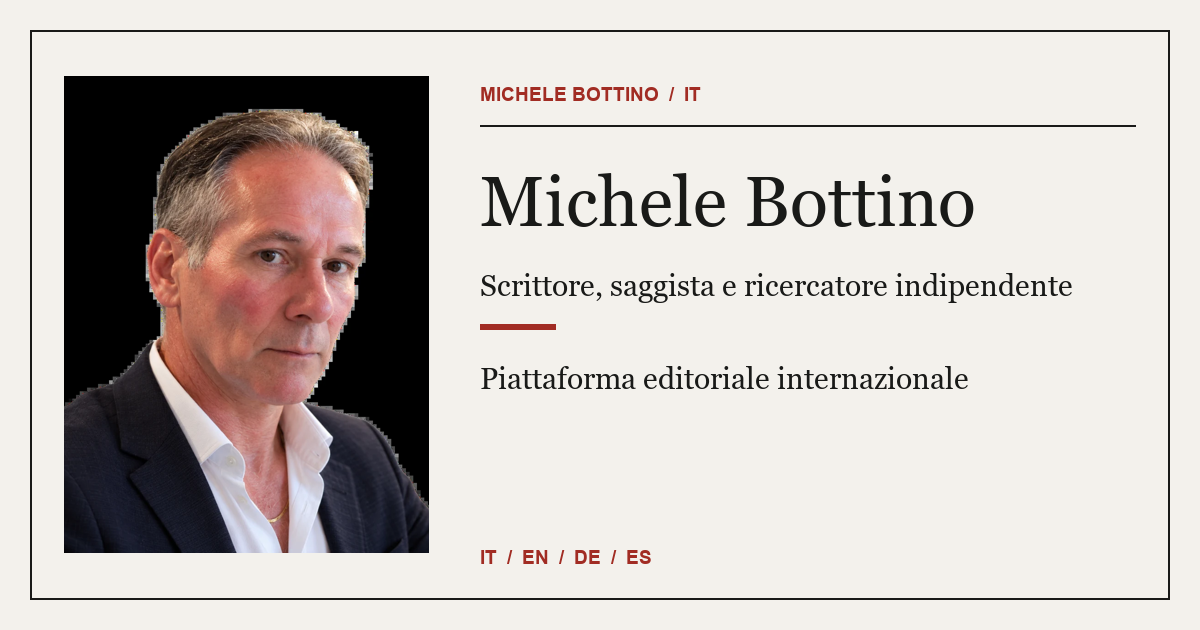 MICHELE BOTTINO / IT
Michele Bottino
Scrittore, saggista e ricercatore indipendente
Piattaforma editoriale internazionale
IT / EN / DE / ES